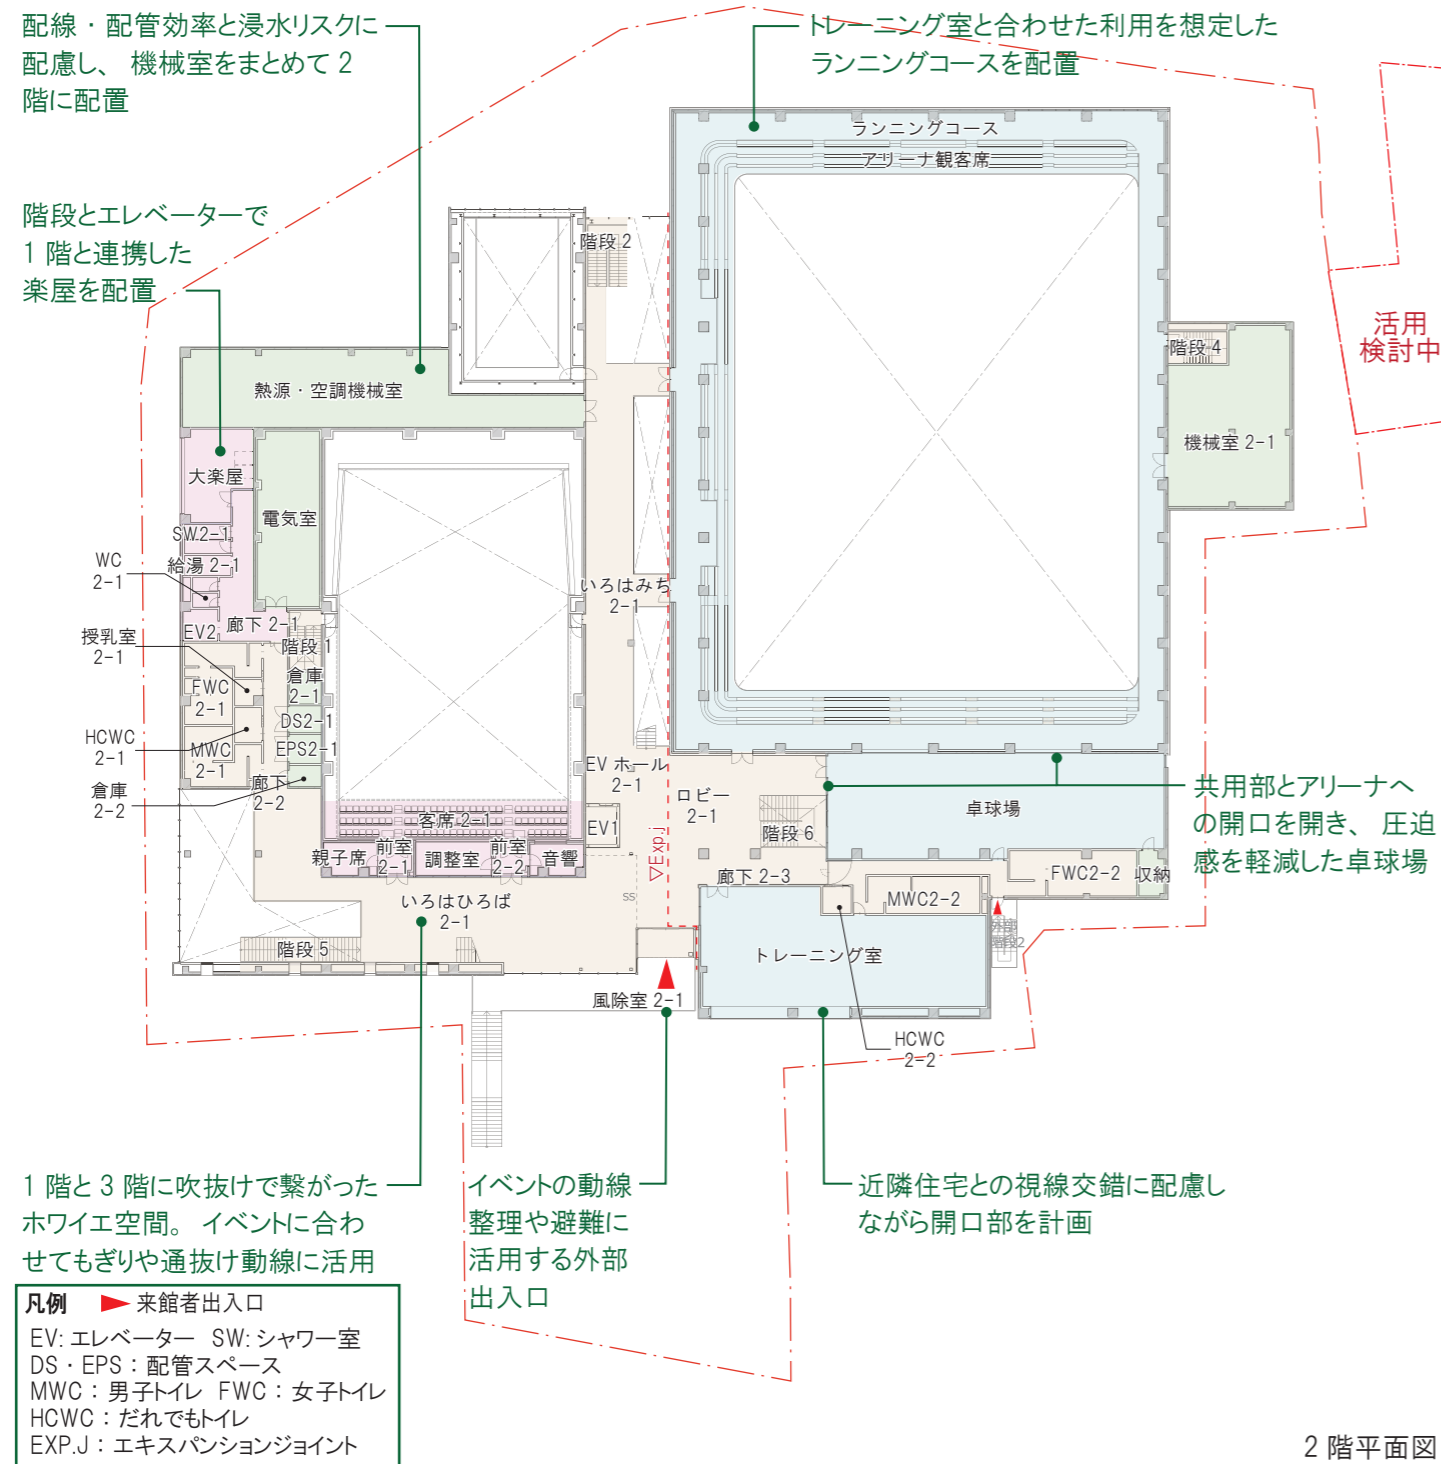 配線・配管効率と浸水リスクに
配慮し、機械室をまとめて2
階に配置
トレーニング室と合わせた利用を想定した
ランニングコースを配置
階段とエレベーターで
1階と連携した
楽屋を配置
ランニングコース
アリーナ観客席
階段2
活用
検討中
階段4
熱源・空調機械室
機械室2-1
大楽屋
電気室
SW2-1
給湯2-1
WC
2-1
いろはみち
2-1
EV2
廊下2-1
階段1
授乳室
2-1
倉庫
2-1
FWC
2-1
DS2-1
HCWC
2-1
MWC
2-1
EPS2-1
EVホール
2-1
倉庫
2-2
廊下
2-2
ロビー
2-1
卓球場
共用部とアリーナへ
の開口を開き、圧迫
感を軽減した卓球場
客席2-1
EV1
階段6
▽Exp.j
親子席
前室
2-1
調整室
前室
2-2
音響
廊下2-3
FWC2-2
収納
MWC2-2
SS
いろはひろば
2-1
階段5
トレーニング室
風除室2-1
HCWC
2-2
1階と3階に吹抜けで繋がった
ホワイエ空間。イベントに合わ
せてもぎりや通抜け動線に活用
イベントの動線
整理や避難に
活用する外部
出入口
近隣住宅との視線交錯に配慮し
ながら開口部を計画
凡例 ▶来館者出入口
EV:エレベーター SW:シャワー室
DS・EPS：配管スペース
MWC：男子トイレ FWC：女子トイレ
HCWC：だれでもトイレ
EXP.J：エキスパンションジョイント
2階平面図